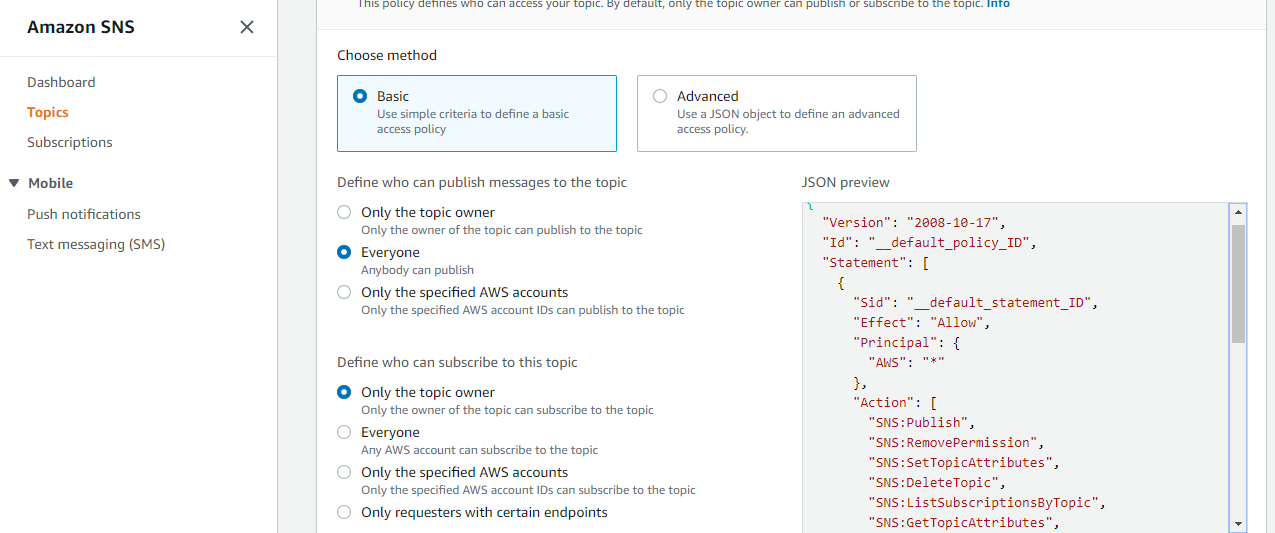 This policy defines who can access your topic. By default, only the topic owner can publish or subscribe to the topic. Info
Amazon SNS
Dashboard
Topics
Subscriptions
Mobile
Push notifications
Text messaging (SMS)
Choose method
Basic
Use simple criteria to define a basic
access policy
Advanced
Use a JSON object to define an advanced
access policy.
Define who can publish messages to the topic
Only the topic owner
Only the owner of the topic can publish to the topic
Everyone
Anybody can publish
Only the specified AWS accounts
Only the specified AWS account IDs can publish to the topic
Define who can subscribe to this topic
Only the topic owner
Only the owner of the topic can subscribe to the topic
Everyone
Any AWS account can subscribe to the topic
Only the specified AWS accounts
Only the specified AWS account IDs can subscribe to the topic
Only requesters with certain endpoints
JSON preview
{
"Version": "2008-10-17",
"Id": "__default_policy_ID",
"Statement": [
{
"Sid": "__default_statement_ID",
"Effect": "Allow",
"Principal": {
"AWS": "*"
},
"Action": [
"SNS:Publish",
"SNS:RemovePermission",
"SNS:SetTopicAttributes",
"SNS:DeleteTopic",
"SNS:ListSubscriptionsByTopic",
"SNS:GetTopicAttributes",